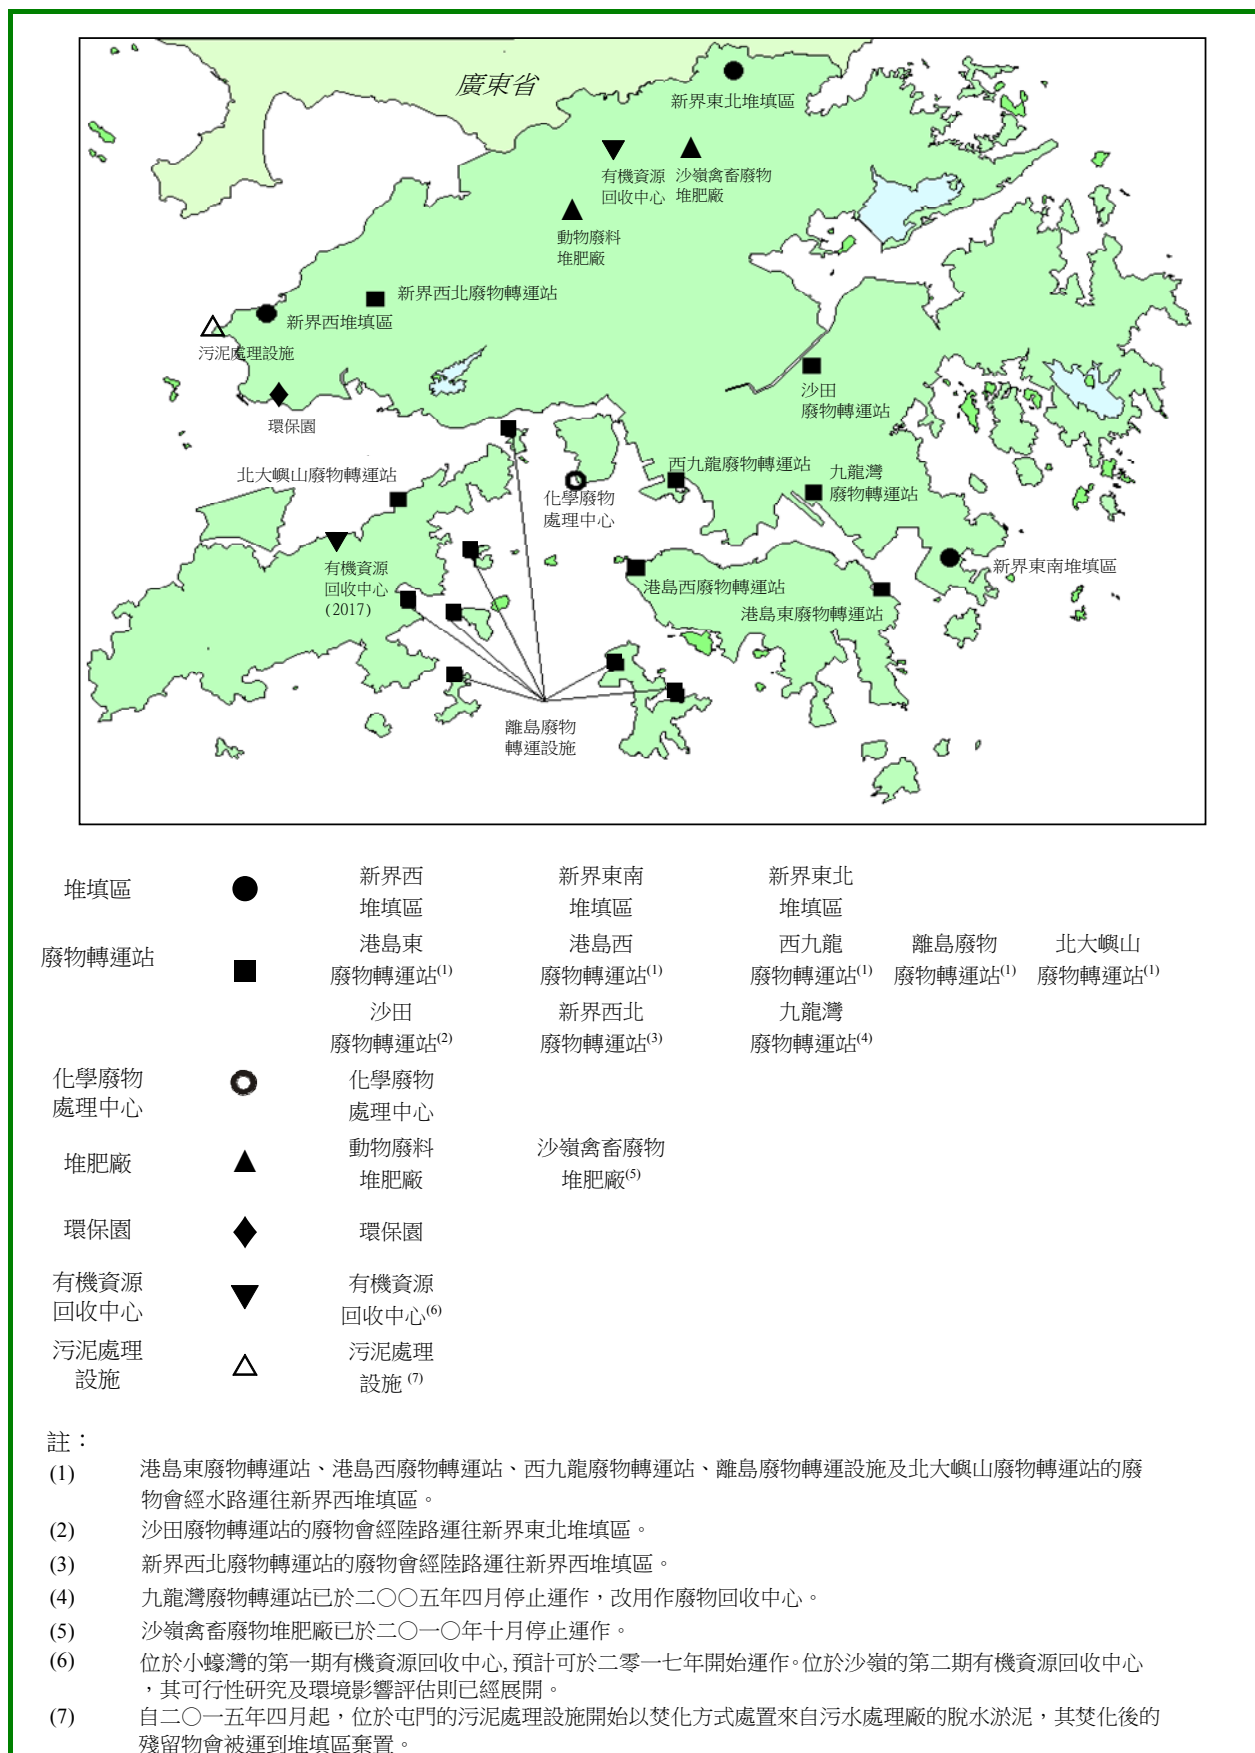 廣東省
新界東北堆填區
有機資源
回收中心
沙嶺禽畜廢物
堆肥廠
動物廢料
堆肥廠
新界西北廢物轉運站
新界西堆填區
污泥處理設施
環保園
沙田
廢物轉運站
北大嶼山廢物轉運站
西九龍廢物轉運站
九龍灣
廢物轉運站
化學廢物
處理中心
有機資源
回收中心
(2017)
新界東南堆填區
港島西廢物轉運站
港島東廢物轉運站
離島廢物
轉運設施
堆填區
新界西
堆填區
新界東南
堆填區
新界東北
堆填區
廢物轉運站
港島東
廢物轉運站(1)
港島西
廢物轉運站(1)
西九龍
廢物轉運站(1)
離島廢物
廢物轉運站(1)
北大嶼山
廢物轉運站(1)
沙田
廢物轉運站(2)
新界西北
廢物轉運站(3)
九龍灣
廢物轉運站(4)
化學廢物
處理中心
化學廢物
處理中心
堆肥廠
動物廢料
堆肥廠
沙嶺禽畜廢物
堆肥廠(5)
環保園
環保園
有機資源
回收中心
有機資源
回收中心(6)
污泥處理
設施
污泥處理
設施 (7)
註：
(1) 港島東廢物轉運站、港島西廢物轉運站、西九龍廢物轉運站、離島廢物轉運設施及北大嶼山廢物轉運站的廢
物會經水路運往新界西堆填區。
(2) 沙田廢物轉運站的廢物會經陸路運往新界東北堆填區。
(3) 新界西北廢物轉運站的廢物會經陸路運往新界西堆填區。
(4) 九龍灣廢物轉運站已於二〇〇五年四月停止運作，改用作廢物回收中心。
(5) 沙嶺禽畜廢物堆肥廠已於二〇一〇年十月停止運作。
(6) 位於小蠔灣的第一期有機資源回收中心,預計可於二零一七年開始運作。位於沙嶺的第二期有機資源回收中心
，其可行性研究及環境影響評估則已經展開。
(7) 自二〇一五年四月起，位於屯門的污泥處理設施開始以焚化方式處置來自污水處理廠的脫水淤泥，其焚化後的
殘留物會被運到堆填區棄置。